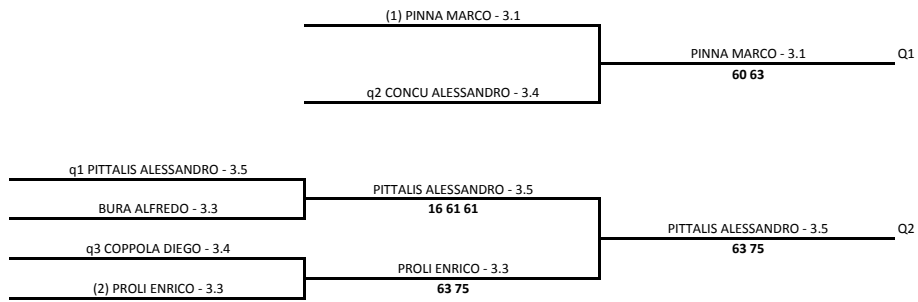 (1) PINNA MARCO - 3.1
PINNA MARCO - 3.1
Q1
60 63
q2 CONCU ALESSANDRO - 3.4
q1 PITTALIS ALESSANDRO - 3.5
PITTALIS ALESSANDRO - 3.5
BURA ALFREDO - 3.3
16 61 61
PITTALIS ALESSANDRO - 3.5
Q2
63 75
q3 COPPOLA DIEGO - 3.4
PROLI ENRICO - 3.3
(2) PROLI ENRICO - 3.3
63 75